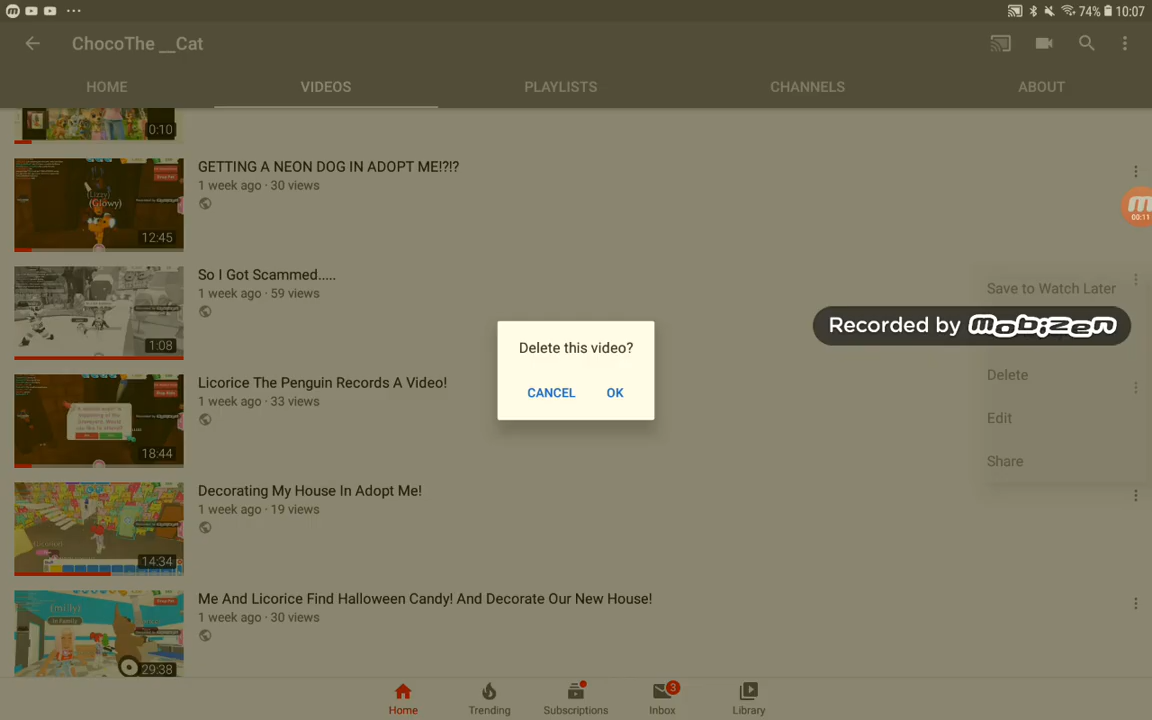 74% 10:07
ChocoThe __Cat
HOME VIDEOS PLAYLISTS CHANNELS ABOUT
0:10
GETTING A NEON DOG IN ADOPT ME!?!?
1 week ago · 30 views
(Lizzy)
(Glowy)
12:45
00:11
So I Got Scammed.....
1 week ago · 59 views
1:08
Save to Watch Later
Recorded by mobizen
Delete this video?
CANCEL OK
Delete
Edit
Share
Licorice The Penguin Records A Video!
1 week ago · 33 views
18:44
Decorating My House In Adopt Me!
1 week ago · 19 views
14:34
Me And Licorice Find Halloween Candy! And Decorate Our New House!
1 week ago · 30 views
29:38
3
Home Trending Subscriptions Inbox Library